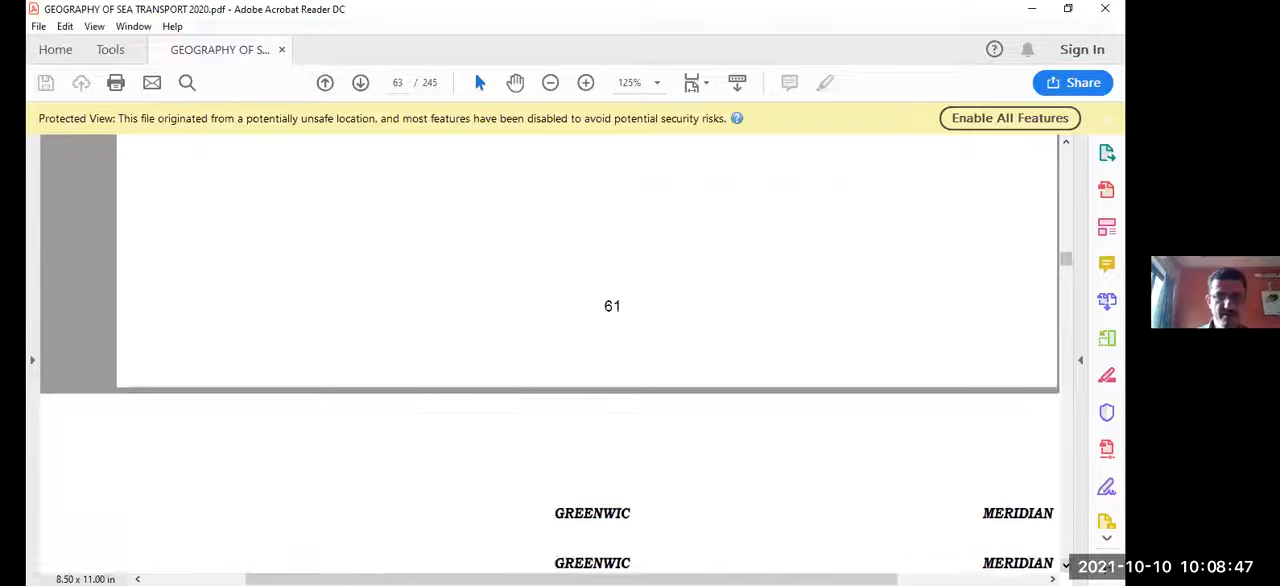 GEOGRAPHY OF SEA TRANSPORT 2020.pdf - Adobe Acrobat Reader DC
File Edit View Window Help
Home Tools GEOGRAPHY OF S... × Sign In
63 / 245 125% Share
Protected View: This file originated from a potentially unsafe location, and most features have been disabled to avoid potential security risks. Enable All Features
61
GREENWIC MERIDIAN
GREENWIC MERIDIAN
8.50 x 11.00 in
2021-10-10 10:08:47